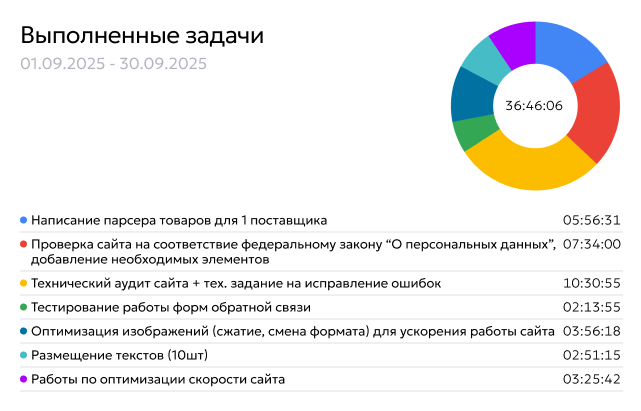 Выполненные задачи
01.09.2025 - 30.09.2025
36:46:06
Написание парсера товаров для 1 поставщика 05:56:31
Проверка сайта на соответствие федеральному закону “О персональных данных”, 07:34:00
добавление необходимых элементов
Технический аудит сайта + тех. задание на исправление ошибок 10:30:55
Тестирование работы форм обратной связи 02:13:55
Оптимизация изображений (сжатие, смена формата) для ускорения работы сайта 03:56:18
Размещение текстов (10шт) 02:51:15
Работы по оптимизации скорости сайта 03:25:42